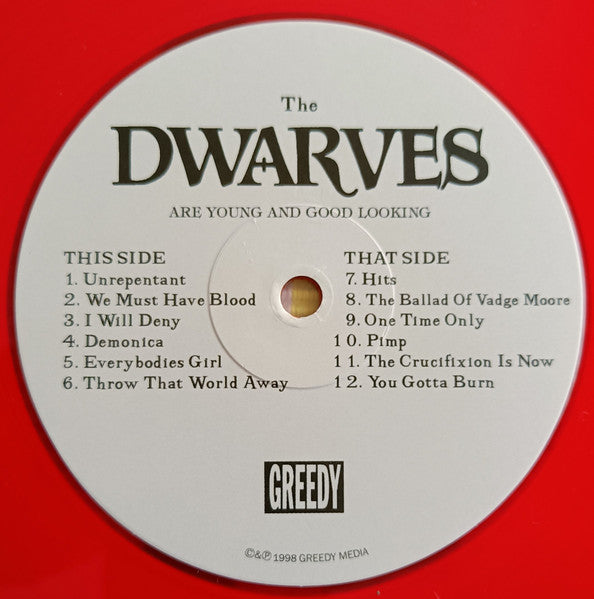 The
DWARVES
ARE YOUNG AND GOOD LOOKING
THIS SIDE
1. Unrepentant
2. We Must Have Blood
3. I Will Deny
4. Demonica
5. Everybodies Girl
6. Throw That World Away
THAT SIDE
7. Hits
8. The Ballad Of Vadge Moore
9. One Time Only
10. Pimp
11. The Crucifixion Is Now
12. You Gotta Burn
GREEDY
©&℗ 1998 GREEDY MEDIA